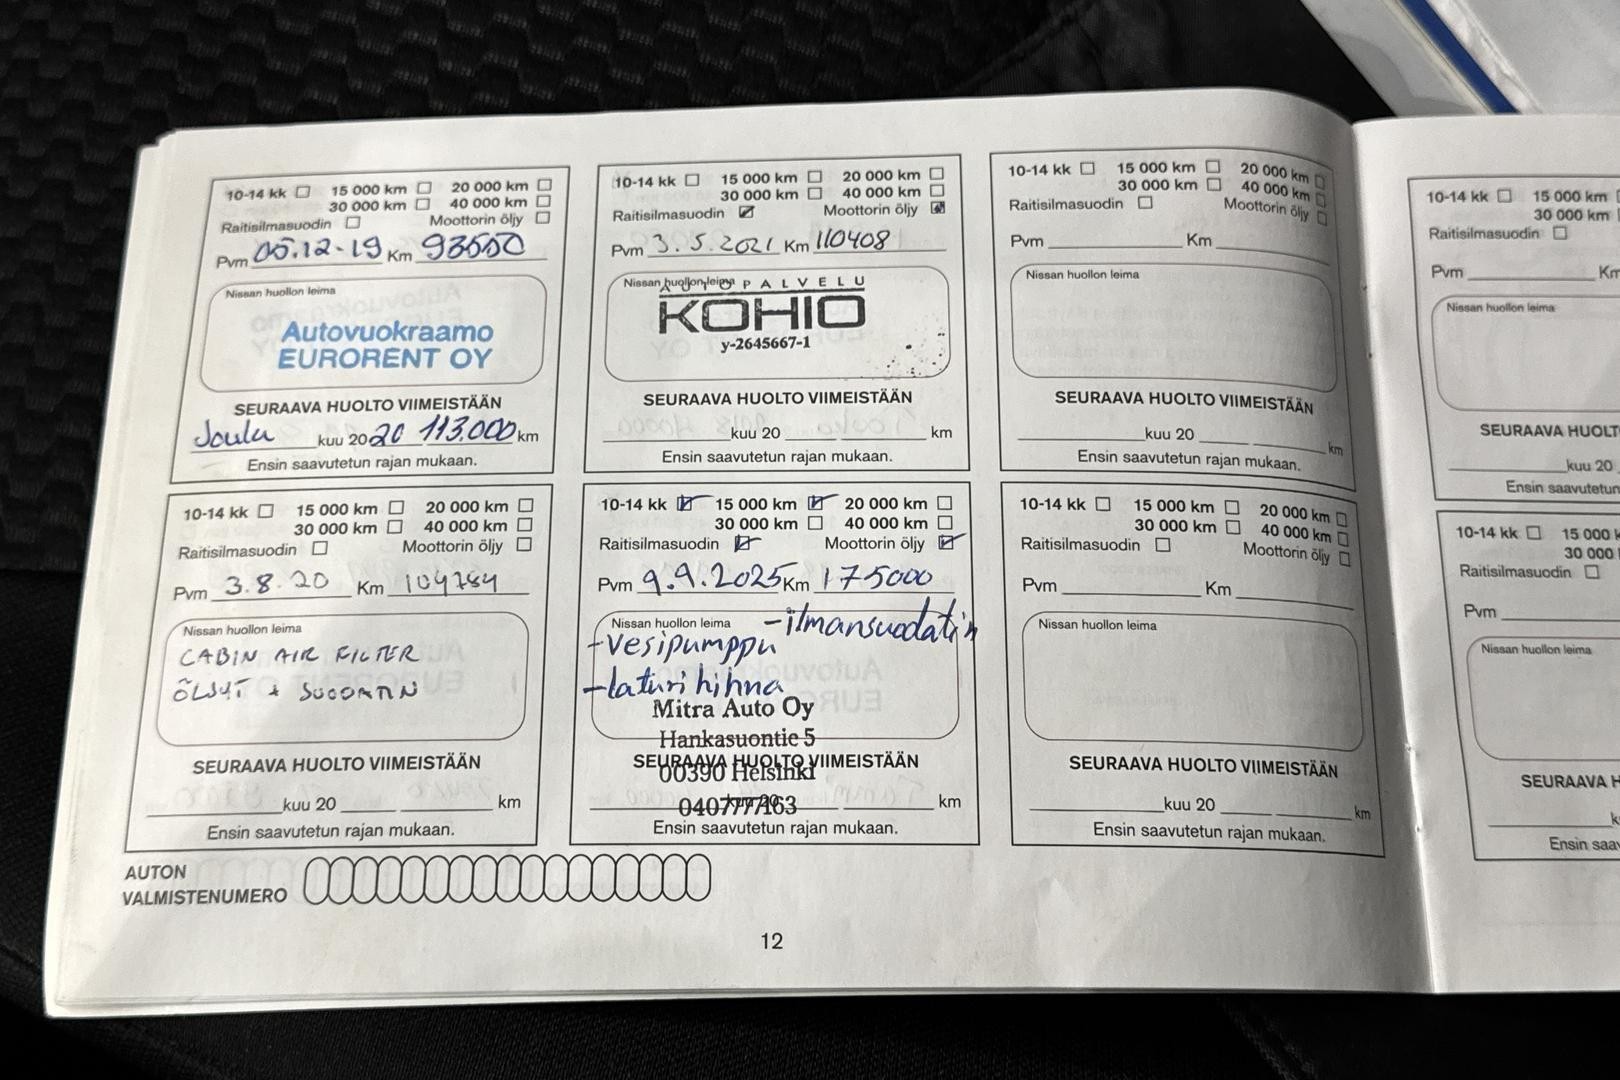 10-14 kk 15 000 km 20 000 km
30 000 km 40 000 km
Raitisilmasuodin Moottorin öljy
Pvm 05.12-19 Km 93550
Nissan huollon leima
Autovuokraamo
EURORENT OY
SEURAAVA HUOLTO VIIMEISTÄÄN
Joulu kuu 2020 113.000 km
Ensin saavutetun rajan mukaan.
10-14 kk 15 000 km 20 000 km
30 000 km 40 000 km
Raitisilmasuodin Moottorin öljy
Pvm 3.5.2021 Km 110408
Nissan huollon leima
AUTOPALVELU
KOHIO
y-2645667-1
SEURAAVA HUOLTO VIIMEISTÄÄN
kuu 20 km
Ensin saavutetun rajan mukaan.
10-14 kk 15 000 km 20 000 km
30 000 km 40 000 km
Raitisilmasuodin Moottorin öljy
Pvm Km
Nissan huollon leima
SEURAAVA HUOLTO VIIMEISTÄÄN
kuu 20 km
Ensin saavutetun rajan mukaan.
10-14 kk 15 000 km 20 000 km
30 000 km 40 000 km
Raitisilmasuodin Moottorin öljy
Pvm 3.8.20 Km 104784
Nissan huollon leima
CABIN AIR FILTER
ÖLJYT + SUODATIN
SEURAAVA HUOLTO VIIMEISTÄÄN
kuu 20 km
Ensin saavutetun rajan mukaan.
10-14 kk 15 000 km 20 000 km
30 000 km 40 000 km
Raitisilmasuodin Moottorin öljy
Pvm 9.9.2025 Km 175000
Nissan huollon leima -ilmansuodatin
-vesipumppu
-laturi hihna
Mitra Auto Oy
Hankasuontie 5
SEURAAVA HUOLTO VIIMEISTÄÄN
00390 Helsinki
kuu 20 km
Ensin saavutetun rajan mukaan.
10-14 kk 15 000 km 20 000 km
30 000 km 40 000 km
Raitisilmasuodin Moottorin öljy
Pvm Km
Nissan huollon leima
SEURAAVA HUOLTO VIIMEISTÄÄN
kuu 20 km
Ensin saavutetun rajan mukaan.
AUTON
VALMISTENUMERO
12
10-14 kk 15 000 km
30 000
Raitisilmasuodin
Pvm Km
Nissan huollon leima
SEURAAVA HUOLT
kuu 20
Ensin saavutetun
10-14 kk 15 000 k
30 000
Raitisilmasuodin
Pvm
Nissan huollon leima
SEURAAVA H
k
Ensin saa